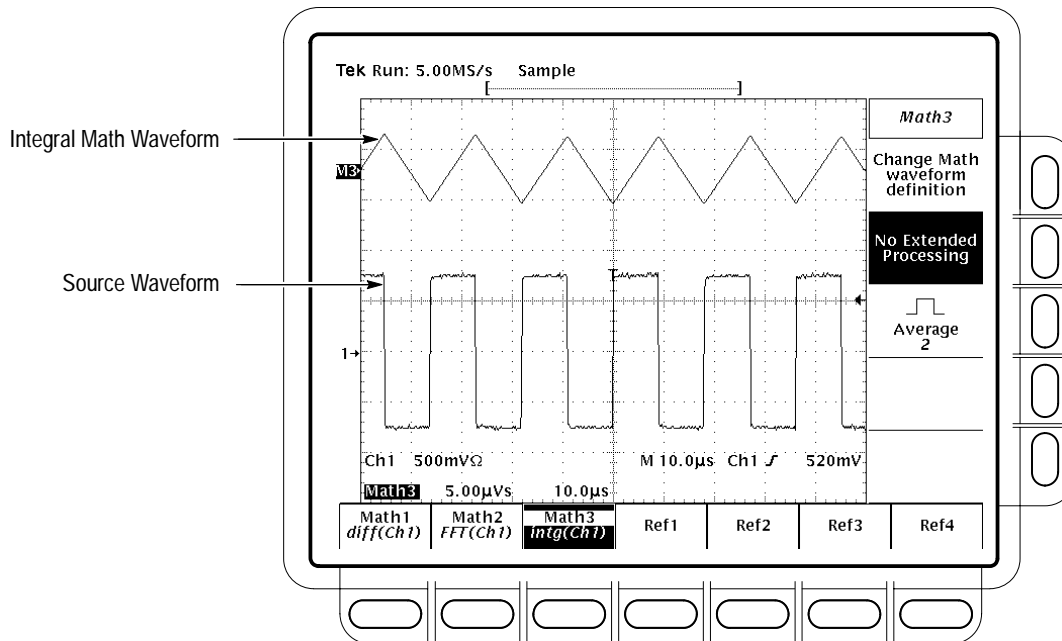 Tek Run: 5.00MS/s Sample
[ ]
Integral Math Waveform
M3
Math3
Change Math
waveform
definition
No Extended
Processing
Source Waveform
T
Average
2
1
Ch1 500mVΩ M 10.0µs Ch1 520mV
Math3 5.00µVs 10.0µs
Math1
diff(Ch1)
Math2
FFT(Ch1)
Math3
intg(Ch1)
Ref1
Ref2
Ref3
Ref4